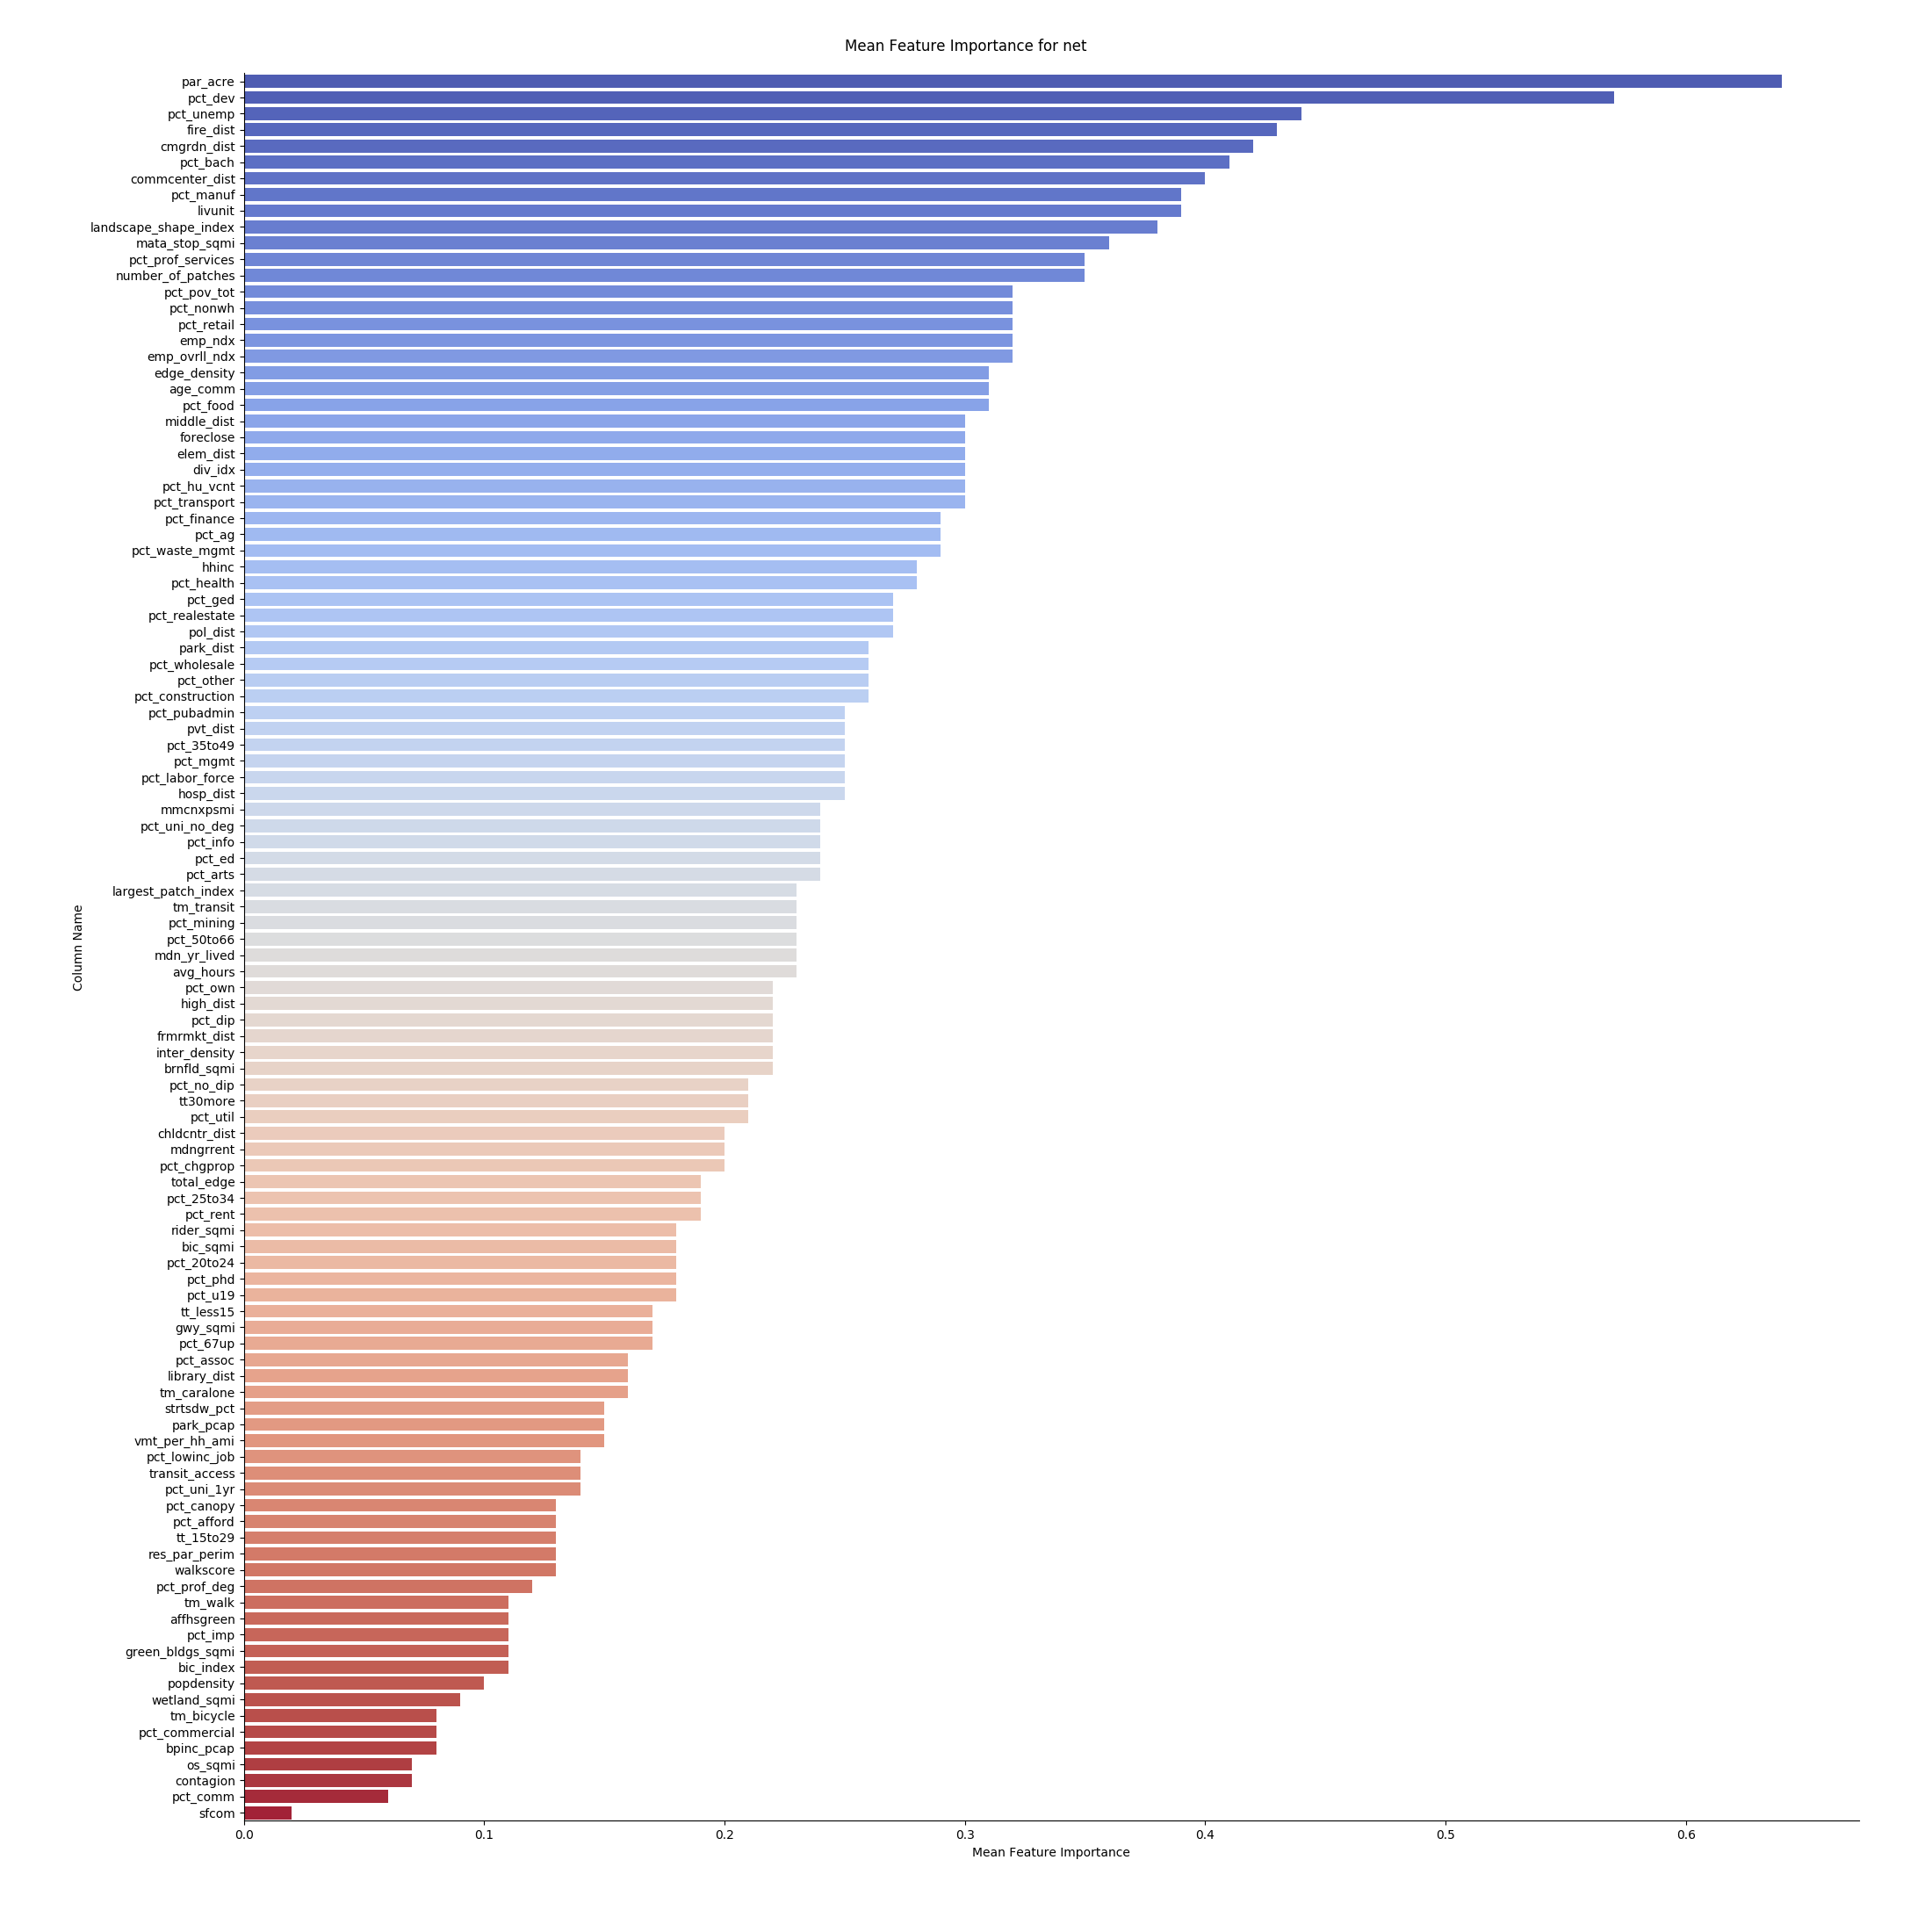 Mean Feature Importance for net
par_acre
pct_dev
pct_unemp
fire_dist
cmgrdn_dist
pct_bach
commcenter_dist
pct_manuf
livunit
landscape_shape_index
mata_stop_sqmi
pct_prof_services
number_of_patches
pct_pov_tot
pct_nonwh
pct_retail
emp_ndx
emp_ovrll_ndx
edge_density
age_comm
pct_food
middle_dist
foreclose
elem_dist
div_idx
pct_hu_vcnt
pct_transport
pct_finance
pct_ag
pct_waste_mgmt
hhinc
pct_health
pct_ged
pct_realestate
pol_dist
park_dist
pct_wholesale
pct_other
pct_construction
pct_pubadmin
pvt_dist
pct_35to49
pct_mgmt
pct_labor_force
hosp_dist
mmcnxpsmi
pct_uni_no_deg
pct_info
pct_ed
pct_arts
largest_patch_index
tm_transit
pct_mining
pct_50to66
mdn_yr_lived
avg_hours
pct_own
high_dist
pct_dip
frmrmkt_dist
inter_density
brnfld_sqmi
pct_no_dip
tt30more
pct_util
chldcntr_dist
mdngrrent
pct_chgprop
total_edge
pct_25to34
pct_rent
rider_sqmi
bic_sqmi
pct_20to24
pct_phd
pct_u19
tt_less15
gwy_sqmi
pct_67up
pct_assoc
library_dist
tm_caralone
strtsdw_pct
park_pcap
vmt_per_hh_ami
pct_lowinc_job
transit_access
pct_uni_1yr
pct_canopy
pct_afford
tt_15to29
res_par_perim
walkscore
pct_prof_deg
tm_walk
affhsgreen
pct_imp
green_bldgs_sqmi
bic_index
popdensity
wetland_sqmi
tm_bicycle
pct_commercial
bpinc_pcap
os_sqmi
contagion
pct_comm
sfcom
Column Name
0.0 0.1 0.2 0.3 0.4 0.5 0.6
Mean Feature Importance